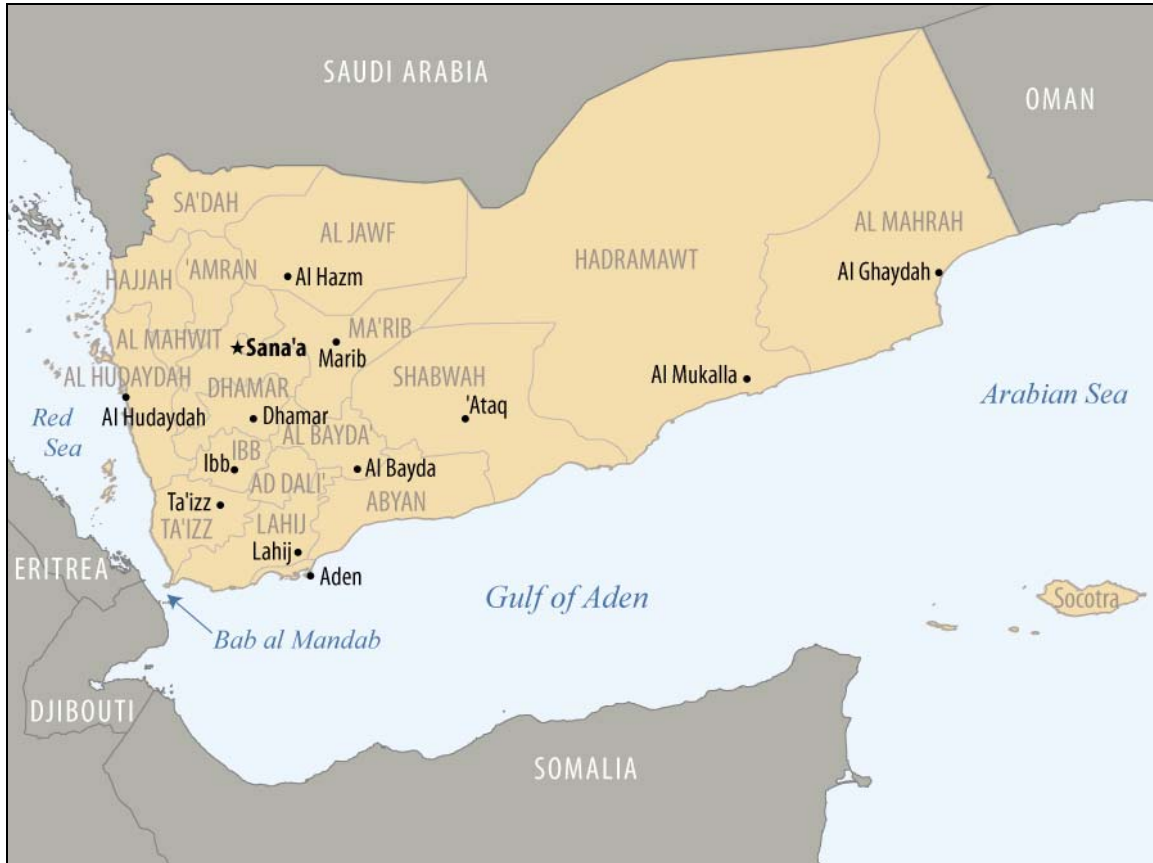 SAUDI ARABIA
OMAN
SA'DAH
AL JAWF
AL MAHRAH
HADRAMAWT
'AMRAN
HAJJAH
Al Hazm
Al Ghaydah
AL MAHWIT
MA'RIB
Sana'a
Marib
AL HUDAYDAH
DHAMAR
SHABWAH
Al Mukalla
Arabian Sea
Red
Sea
Al Hudaydah
Dhamar
'Ataq
AL BAYDA'
IBB
Ibb
Al Bayda
AD DALI'
ABYAN
Ta'izz
TA'IZZ
LAHIJ
Lahij
ERITREA
Aden
Gulf of Aden
Socotra
Bab al Mandab
DJIBOUTI
SOMALIA